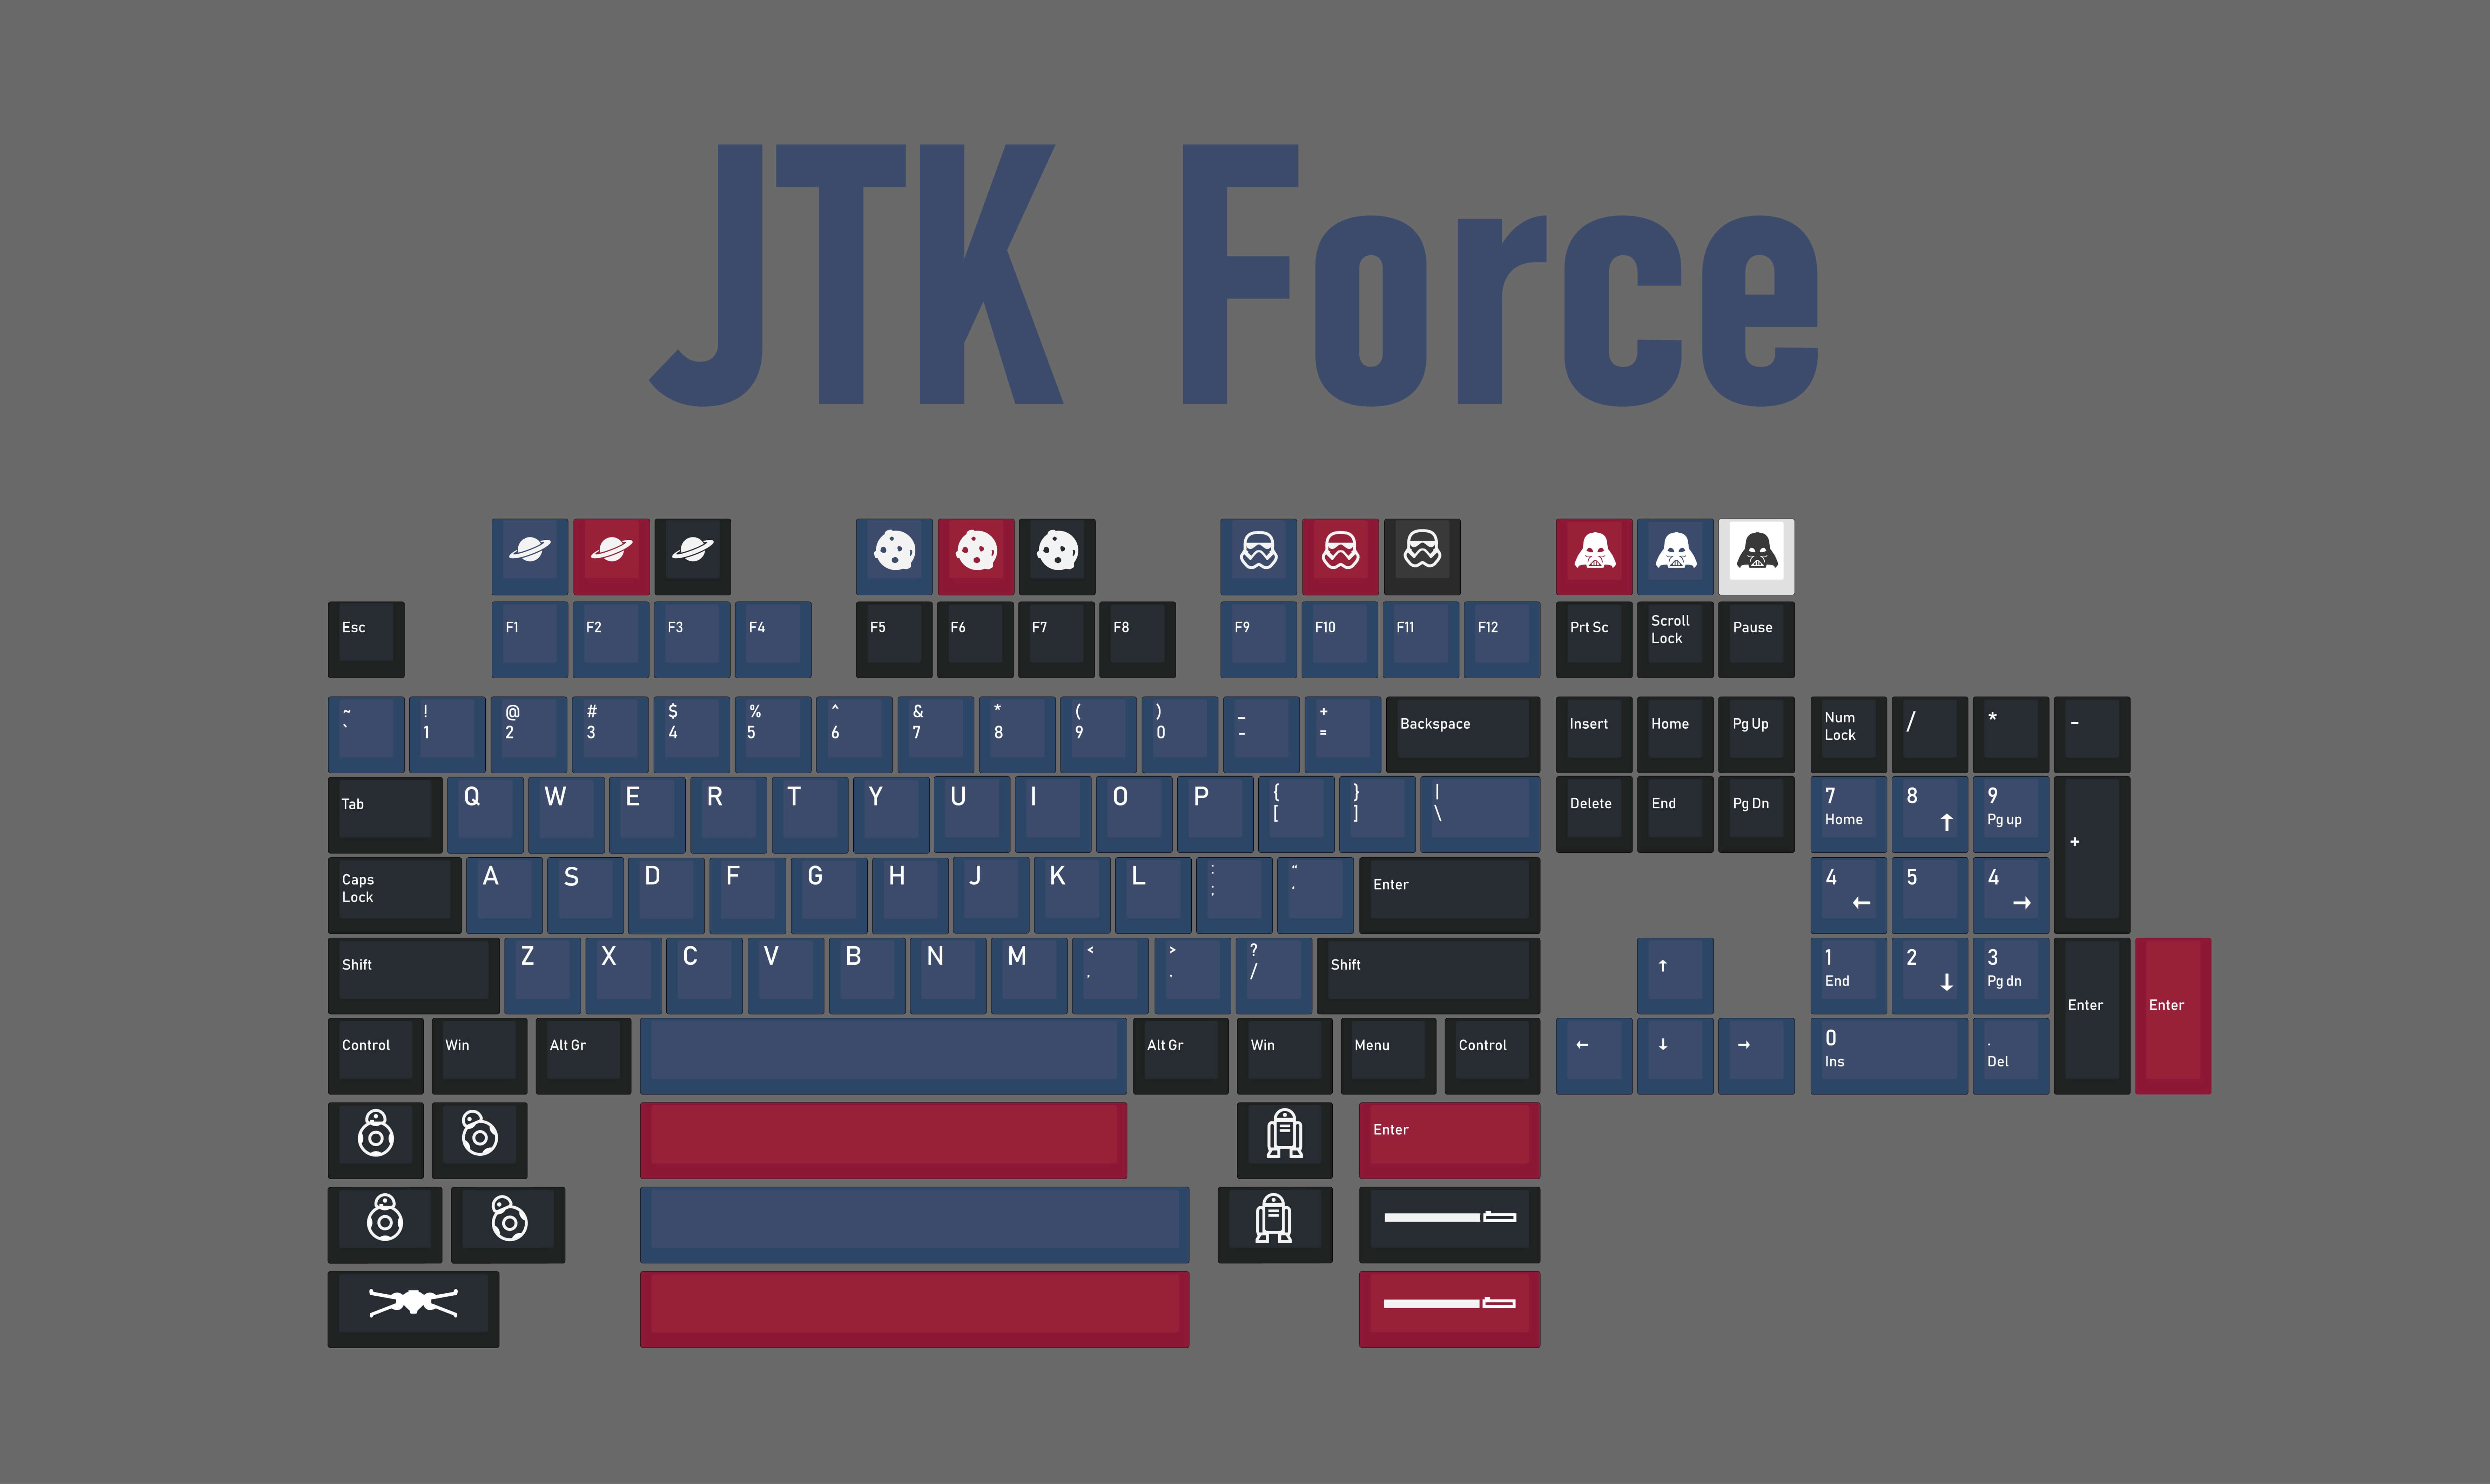 JTK Force
Esc F1 F2 F3 F4 F5 F6 F7 F8 F9 F10 F11 F12 Prt Sc Scroll Lock Pause
~ ! @ # $ % ^ & * ( ) _ +
` 1 2 3 4 5 6 7 8 9 0 - = Backspace Insert Home Pg Up Num Lock / * -
Tab Q W E R T Y U I O P { [ } ] | \ Delete End Pg Dn 7 Home 8 ↑ 9 Pg up +
Caps Lock A S D F G H J K L : ; “ ‘ Enter 4 ← 5 4 →
Shift Z X C V B N M < , > . ? / Shift ↑ 1 End 2 ↓ 3 Pg dn Enter Enter
Control Win Alt Gr Alt Gr Win Menu Control ← ↓ → 0 Ins . Del
Enter